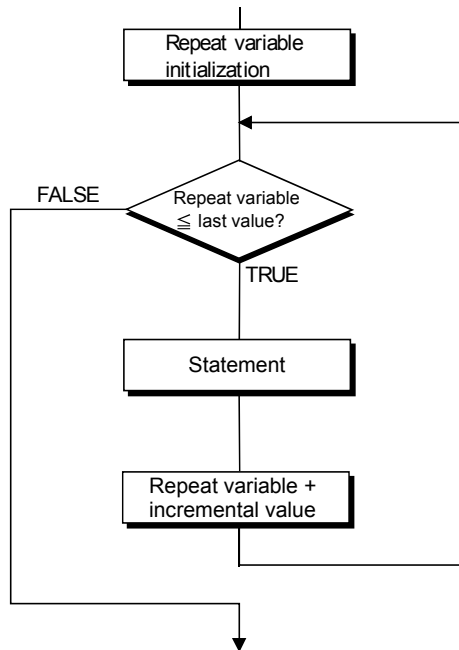 Repeat variable
initialization
FALSE
Repeat variable
≦ last value?
TRUE
Statement
Repeat variable +
incremental value